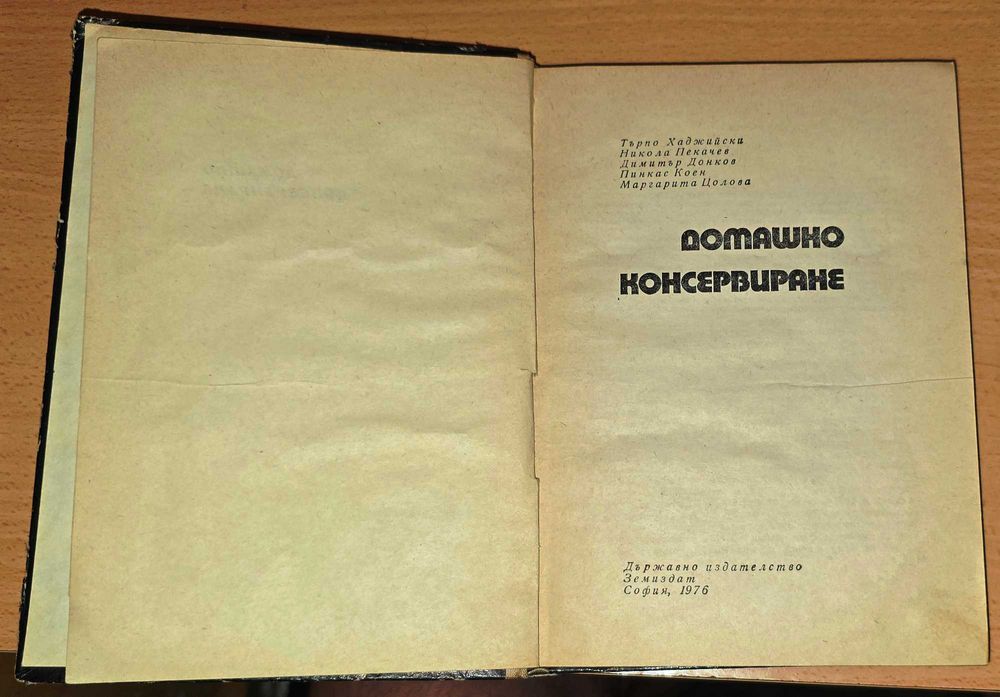 Търпо Хаджийски
Никола Пекачев
Димитър Донков
Пинкас Коен
Маргарита Цолова
ДОМАШНО
КОНСЕРВИРАНЕ
Държавно издателство
Земиздат
София, 1976